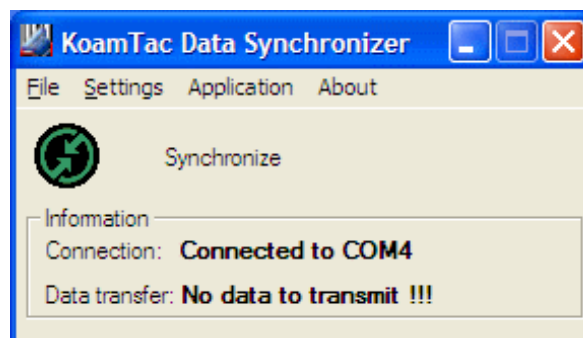 KoamTac Data Synchronizer
File Settings Application About
Synchronize
Information
Connection: Connected to COM4
Data transfer: No data to transmit !!!